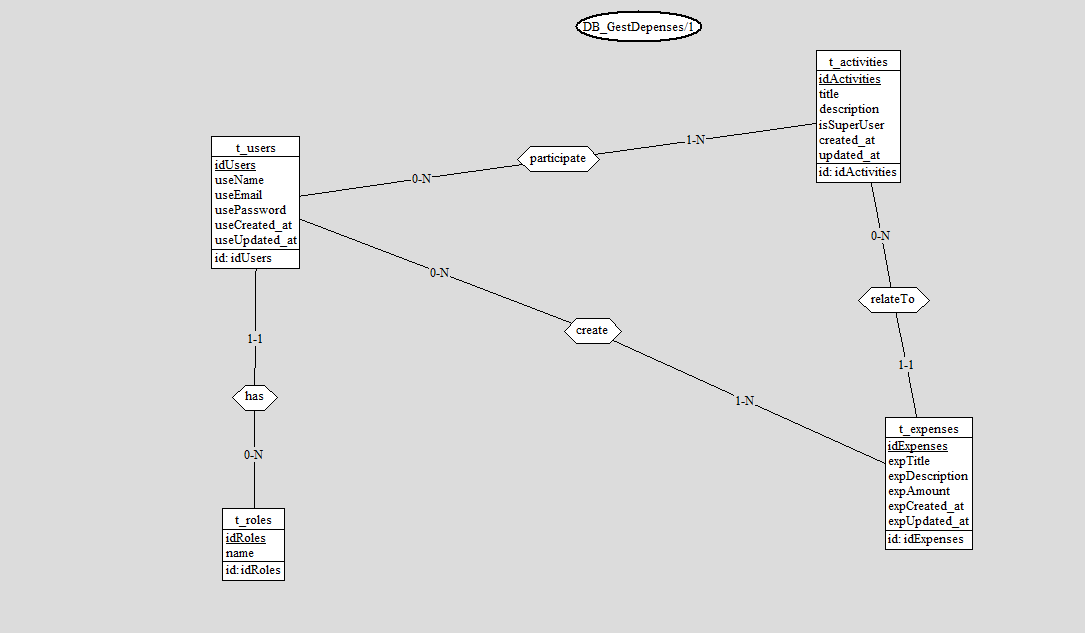 DB_GestDepenses/1
t_activities
idActivities
title
description
isSuperUser
created_at
updated_at
id: idActivities
t_users
idUsers
useName
useEmail
usePassword
useCreated_at
useUpdated_at
id: idUsers
participate
0-N
1-N
0-N
create
1-N
0-N
relateTo
1-1
1-1
has
0-N
t_expenses
idExpenses
expTitle
expDescription
expAmount
expCreated_at
expUpdated_at
id: idExpenses
t_roles
idRoles
name
id: idRoles